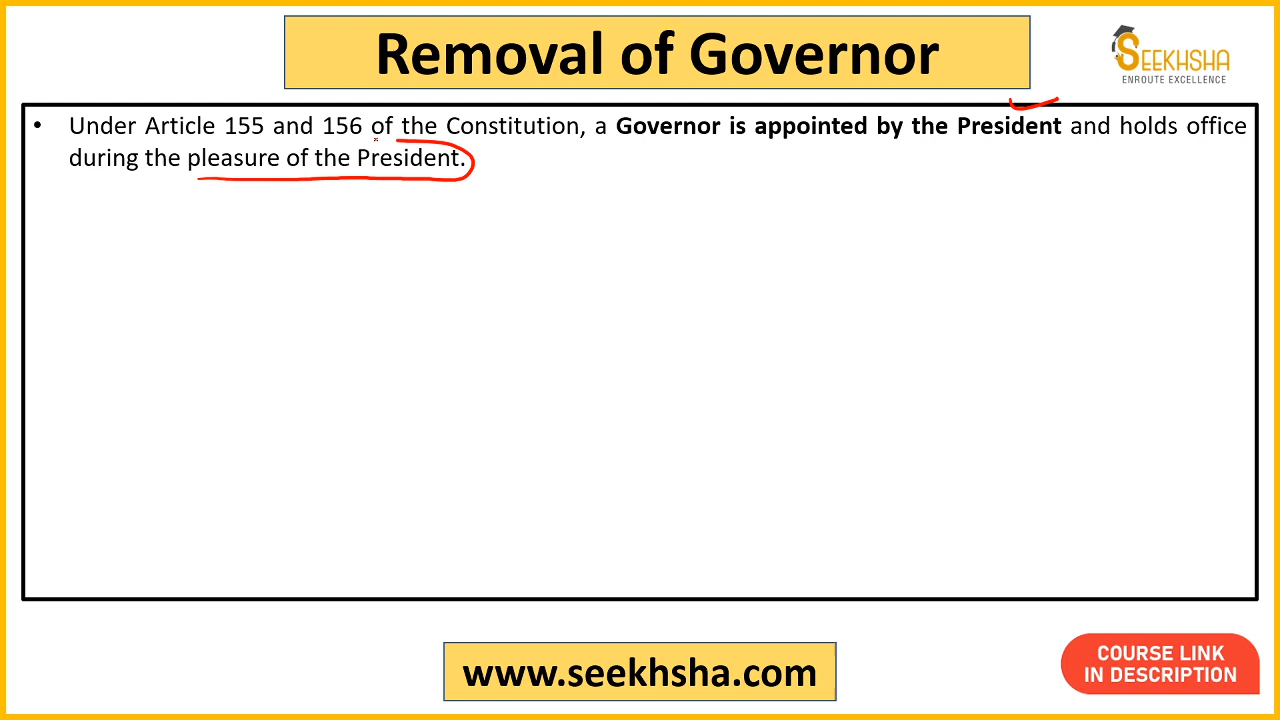 Removal of Governor
SEEKHSHA
ENROUTE EXCELLENCE
• Under Article 155 and 156 of the Constitution, a Governor is appointed by the President and holds office
during the pleasure of the President.
www.seekhsha.com
COURSE LINK
IN DESCRIPTION